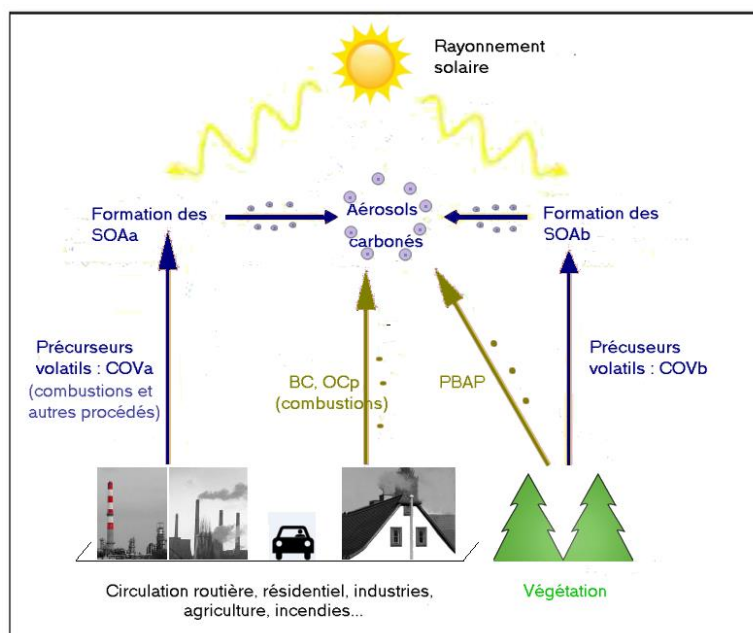 Rayonnement
solaire
Formation des
SOAa
Aérosols
carbonés
Formation des
SOAb
Précurseurs
volatils : COVa
(combustions et
autres procédés)
BC, OCp
(combustions)
PBAP
Précuseurs
volatils : COVb
Circulation routière, résidentiel, industries,
agriculture, incendies...
Végétation